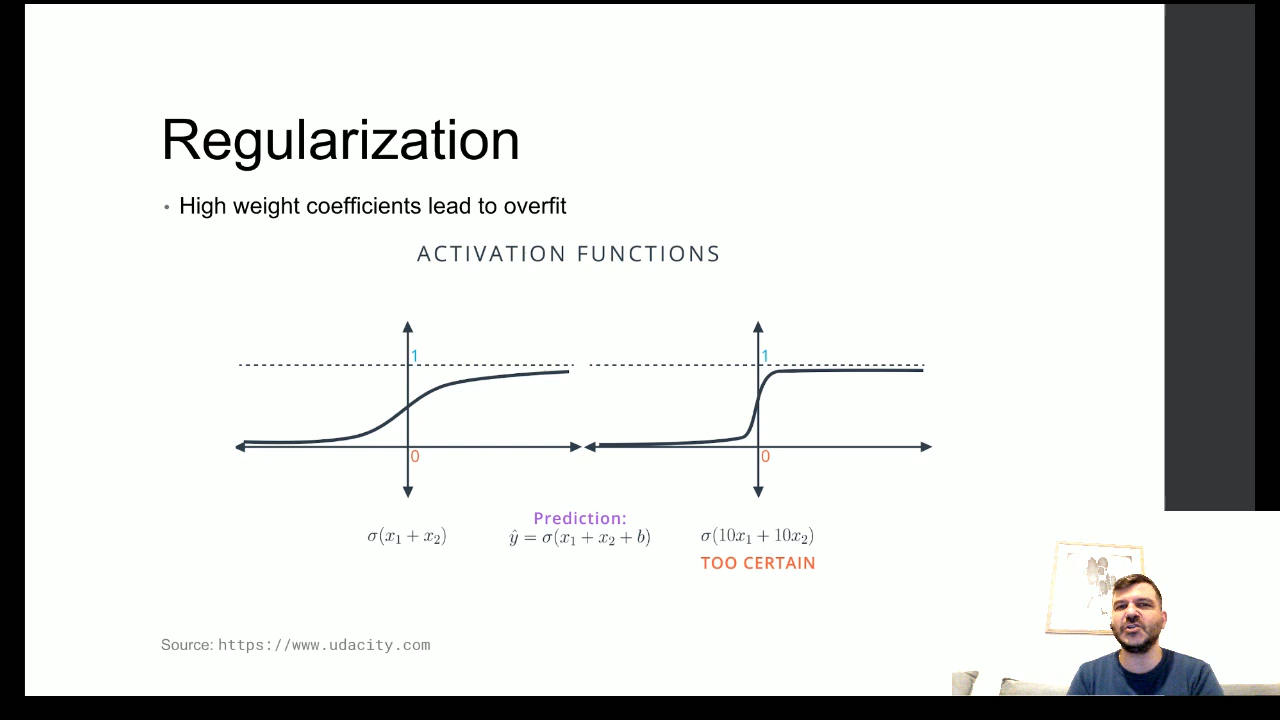 Regularization
• High weight coefficients lead to overfit
ACTIVATION FUNCTIONS
1
1
0
0
Prediction:
σ(x₁ + x₂)
ŷ = σ(x₁ + x₂ + b)
σ(10x₁ + 10x₂)
TOO CERTAIN
Source: https://www.udacity.com